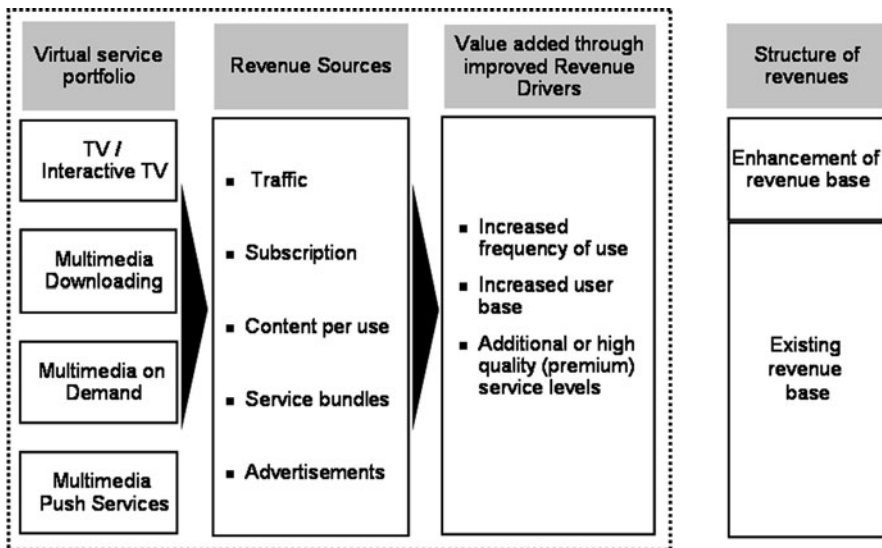 Virtual service
portfolio
TV /
Interactive TV
Multimedia
Downloading
Multimedia on
Demand
Multimedia
Push Services
Revenue Sources
▪ Traffic
▪ Subscription
▪ Content per use
▪ Service bundles
▪ Advertisements
Value added through
improved Revenue
Drivers
▪ Increased
frequency of use
▪ Increased user
base
▪ Additional or high
quality (premium)
service levels
Structure of
revenues
Enhancement of
revenue base
Existing
revenue
base